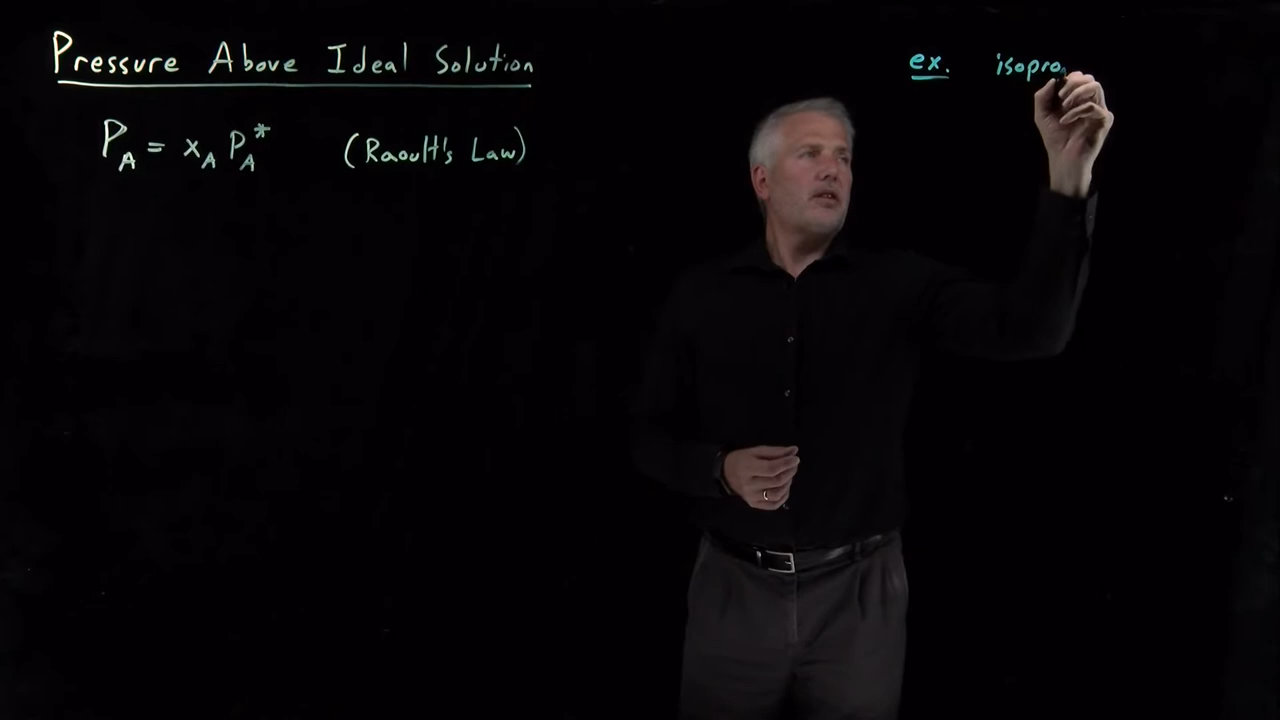 Pressure Above Ideal Solution
P_A = x_A P_A^* (Raoult's Law)
ex. isopro